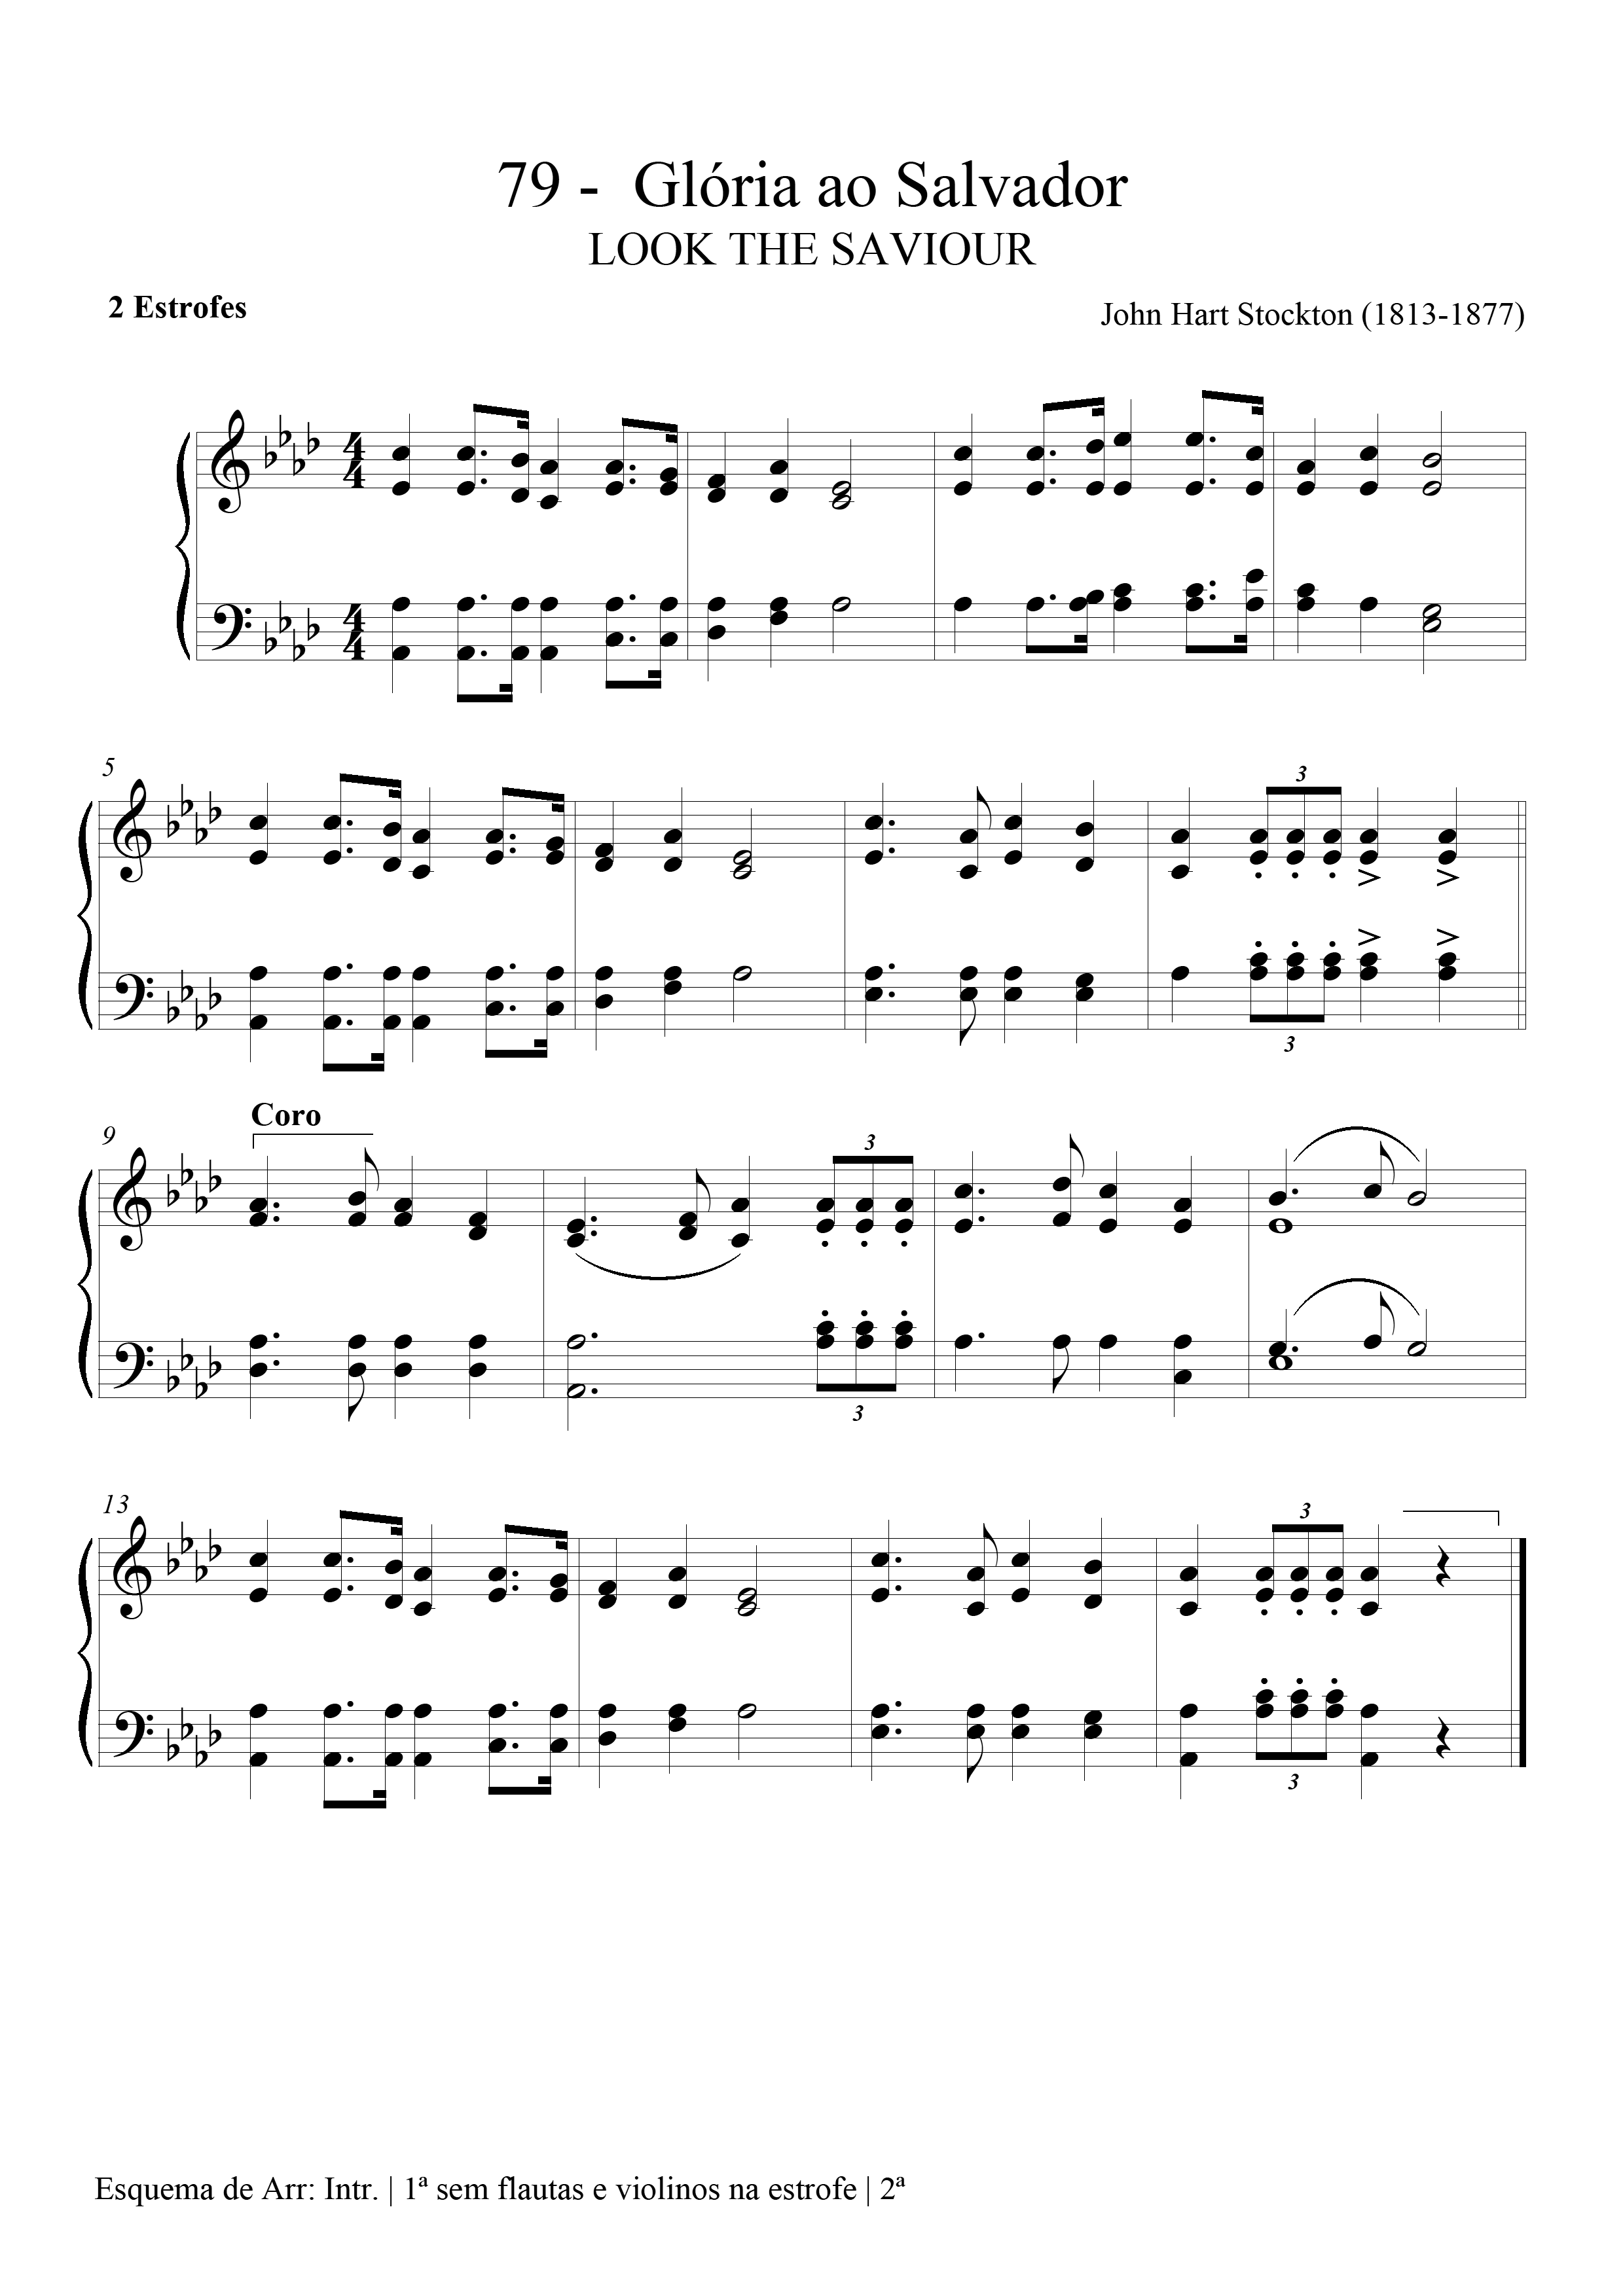 79 - Glória ao Salvador
LOOK THE SAVIOUR
2 Estrofes
John Hart Stockton (1813-1877)
4
4
4
4
5
3
3
9
Coro
3
3
13
3
3
Esquema de Arr: Intr. | 1ª sem flautas e violinos na estrofe | 2ª